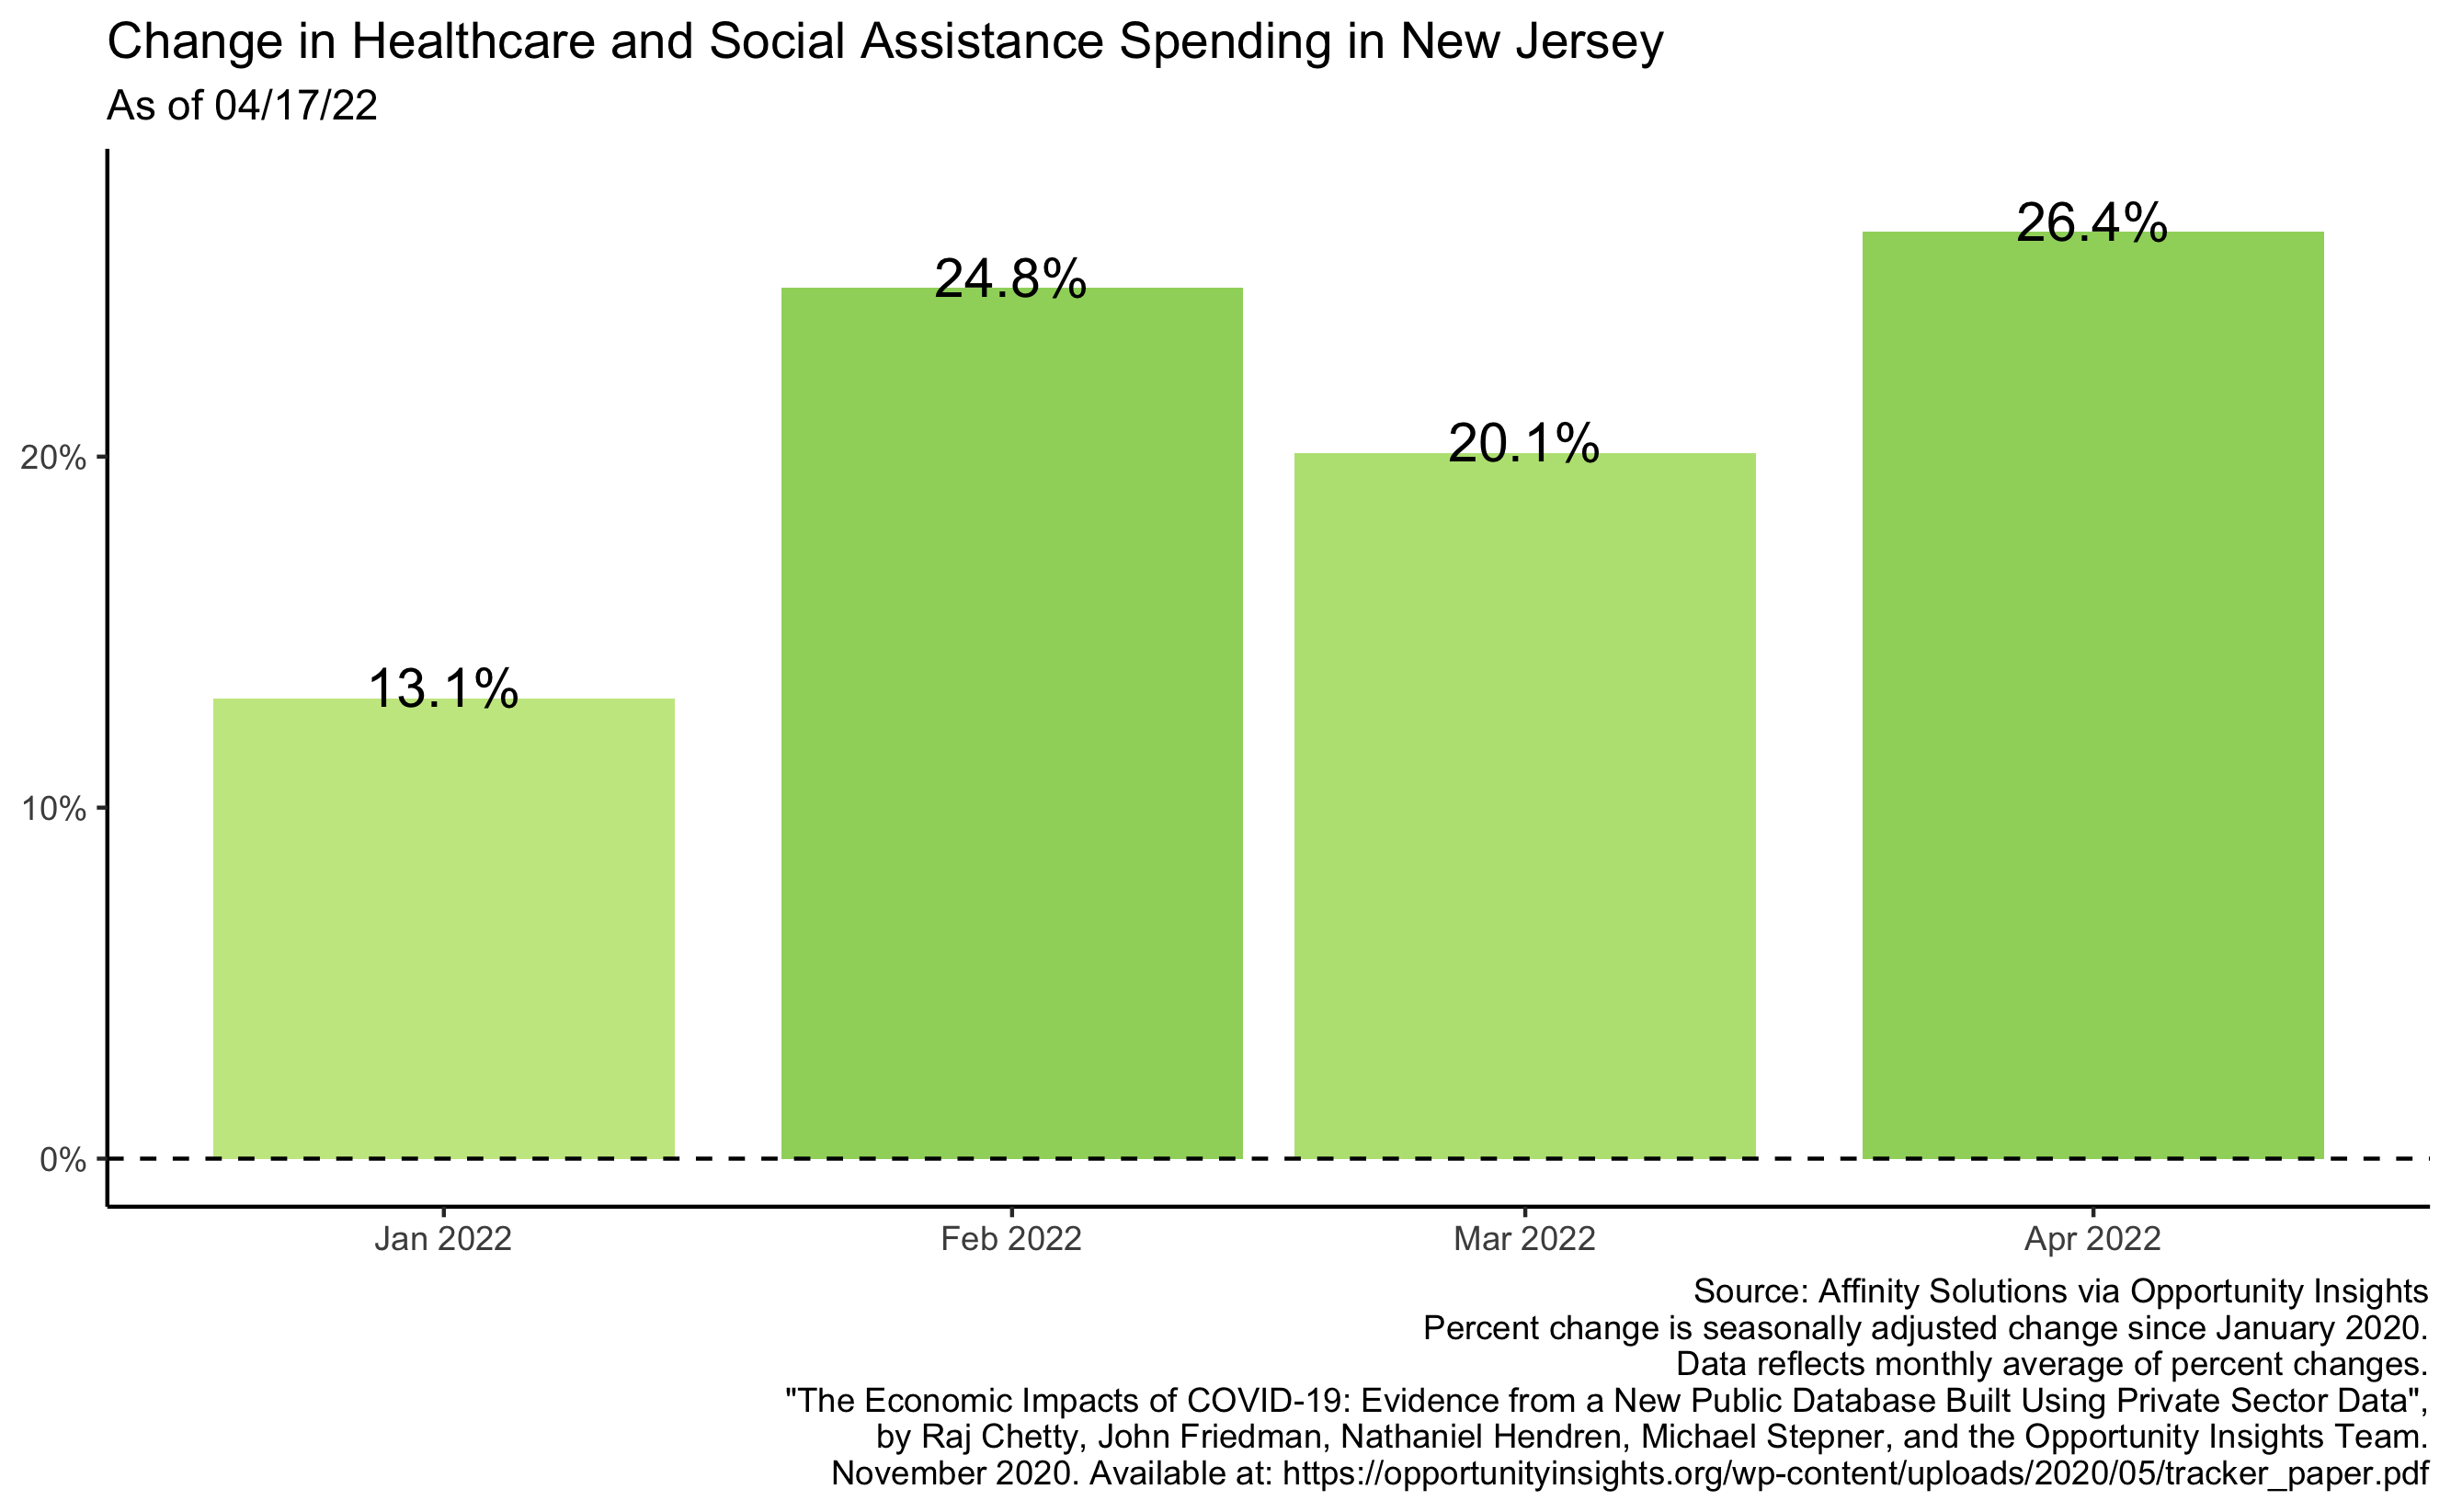 Change in Healthcare and Social Assistance Spending in New Jersey
As of 04/17/22
26.4%
24.8%
20.1%
13.1%
20%
10%
0%
Jan 2022
Feb 2022
Mar 2022
Apr 2022
Source: Affinity Solutions via Opportunity Insights
Percent change is seasonally adjusted change since January 2020.
Data reflects monthly average of percent changes.
"The Economic Impacts of COVID-19: Evidence from a New Public Database Built Using Private Sector Data",
by Raj Chetty, John Friedman, Nathaniel Hendren, Michael Stepner, and the Opportunity Insights Team.
November 2020. Available at: https://opportunityinsights.org/wp-content/uploads/2020/05/tracker_paper.pdf